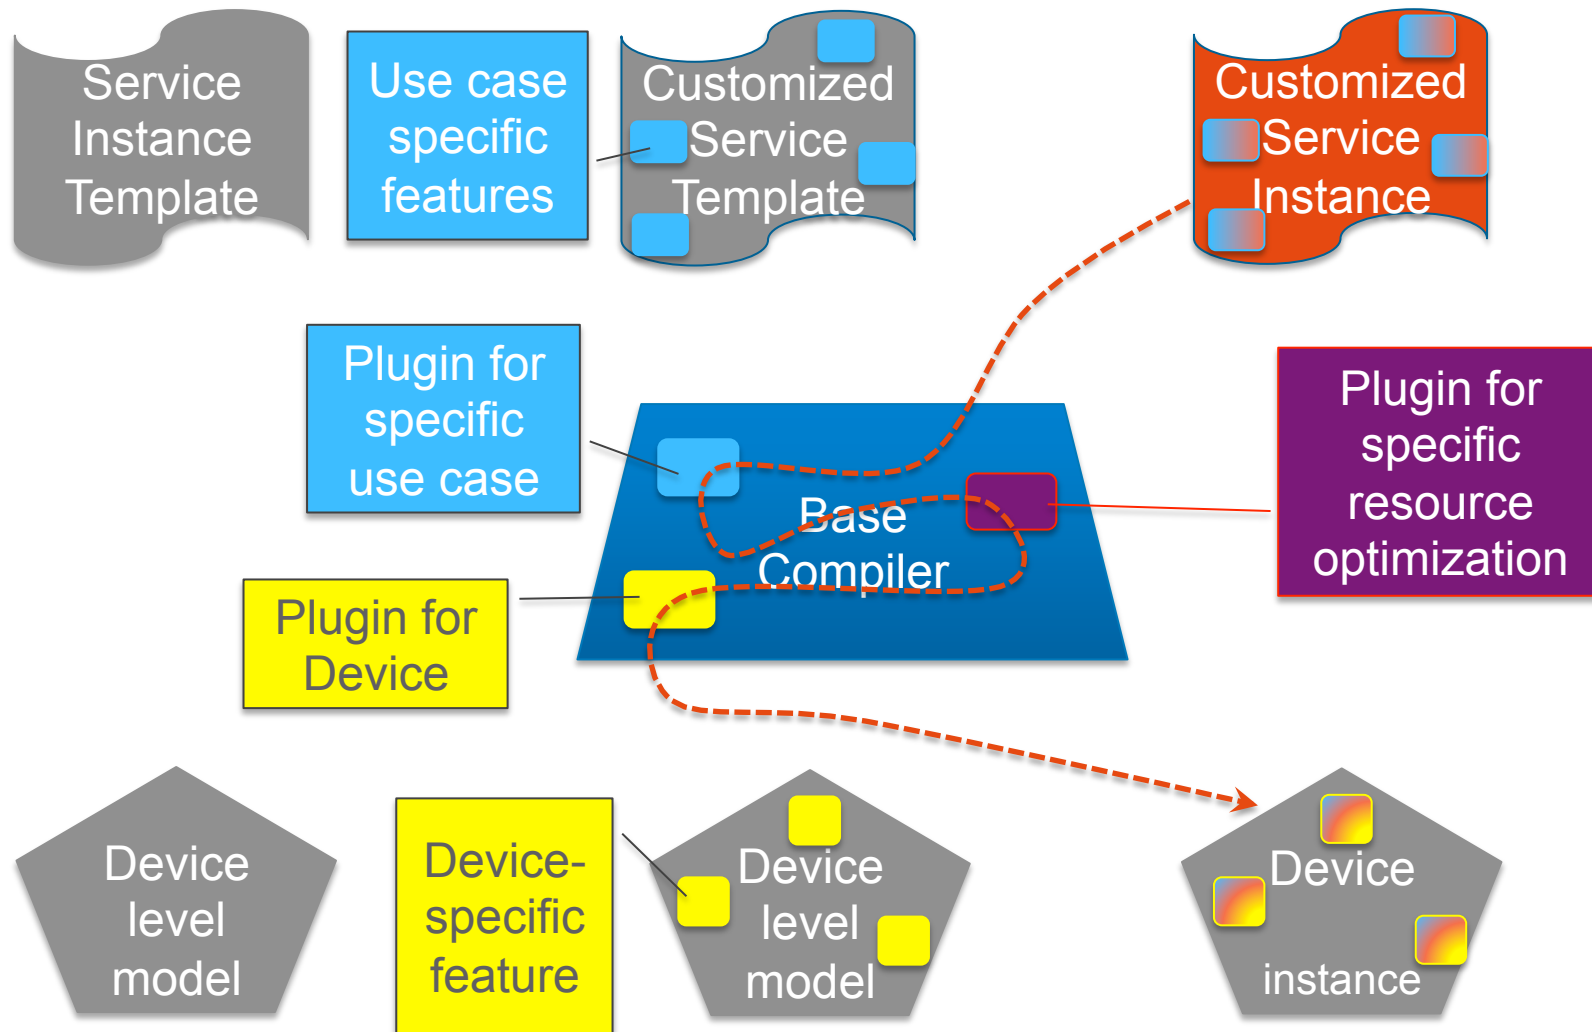 Service
Instance
Template
Use case
specific
features
Customized
Service
Template
Customized
Service
Instance
Plugin for
specific
use case
Base
Compiler
Plugin for
specific
resource
optimization
Plugin for
Device
Device
level
model
Device-
specific
feature
Device
level
model
Device
instance